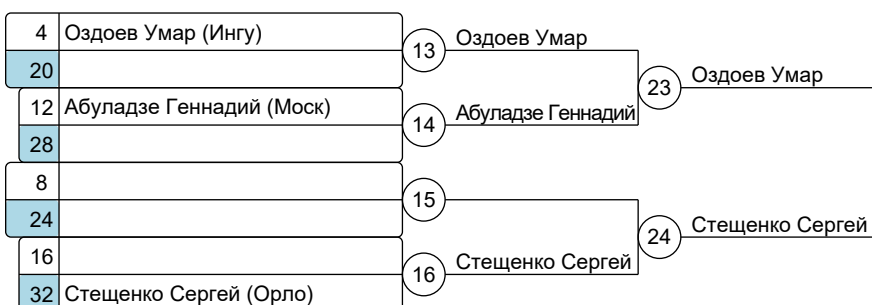 4 Оздоев Умар (Ингу)
20
12 Абуладзе Геннадий (Моск)
28
8
24
16
32 Стещенко Сергей (Орло)
13 Оздоев Умар
14 Абуладзе Геннадий
15
16 Стещенко Сергей
23 Оздоев Умар
24 Стещенко Сергей